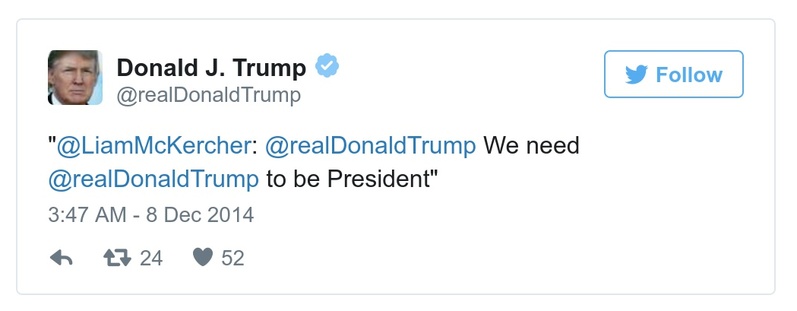 Donald J. Trump
@realDonaldTrump
Follow
"@LiamMcKercher: @realDonaldTrump We need
@realDonaldTrump to be President"
3:47 AM - 8 Dec 2014
24 52